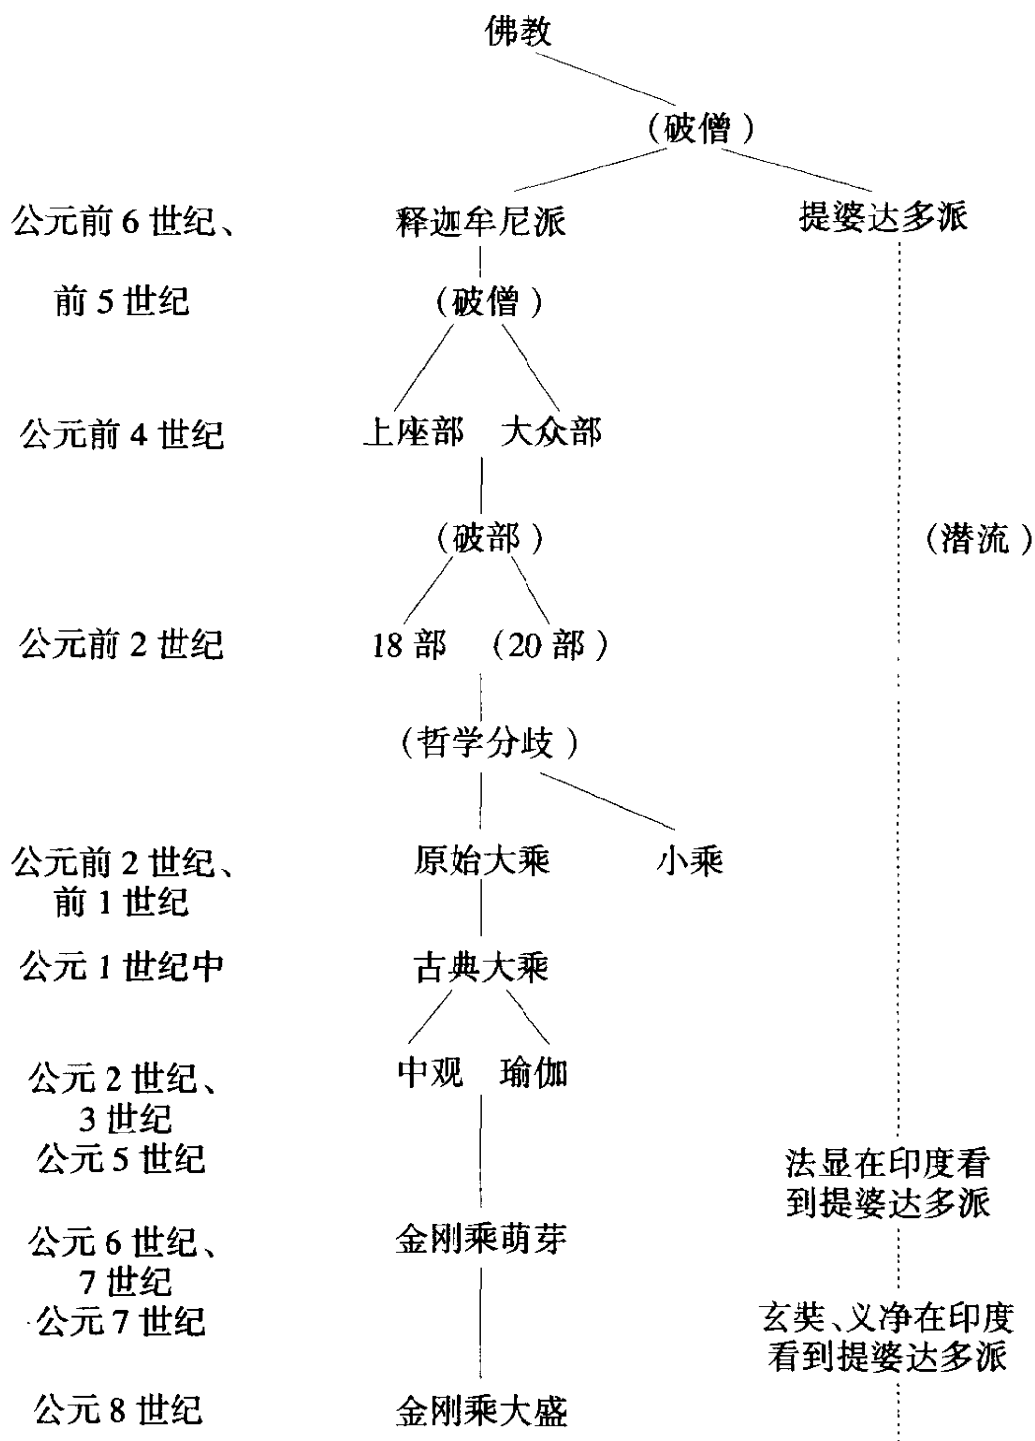 佛教
(破僧)
公元前6世纪、 释迦牟尼派 提婆达多派
前5世纪 (破僧)
公元前4世纪 上座部 大众部
(破部) (潜流)
公元前2世纪 18部 (20部)
(哲学分歧)
公元前2世纪、 原始大乘 小乘
前1世纪
公元1世纪中 古典大乘
公元2世纪、 中观 瑜伽
3世纪
公元5世纪 法显在印度看
到提婆达多派
公元6世纪、 金刚乘萌芽
7世纪
公元7世纪 玄奘、义净在印度
看到提婆达多派
公元8世纪 金刚乘大盛